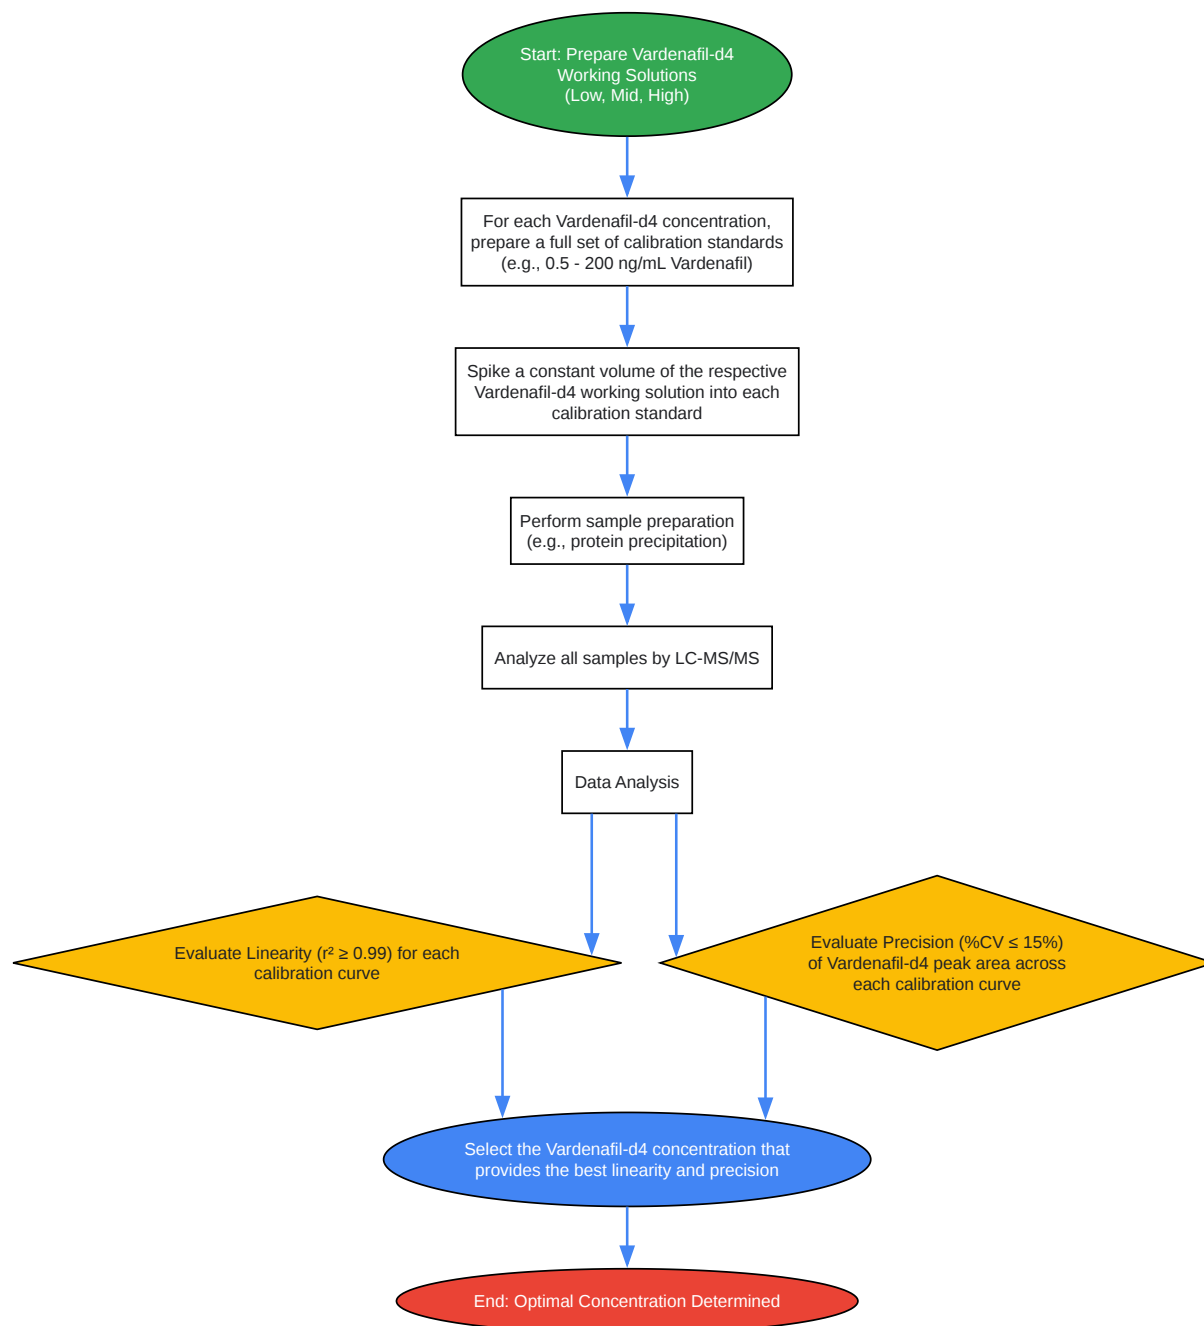 Start: Prepare Vardenafil-d4
Working Solutions
(Low, Mid, High)
For each Vardenafil-d4 concentration,
prepare a full set of calibration standards
(e.g., 0.5 - 200 ng/mL Vardenafil)
Spike a constant volume of the respective
Vardenafil-d4 working solution into each
calibration standard
Perform sample preparation
(e.g., protein precipitation)
Analyze all samples by LC-MS/MS
Data Analysis
Evaluate Linearity (r² ≥ 0.99) for each
calibration curve
Evaluate Precision (%CV ≤ 15%)
of Vardenafil-d4 peak area across
each calibration curve
Select the Vardenafil-d4 concentration that
provides the best linearity and precision
End: Optimal Concentration Determined